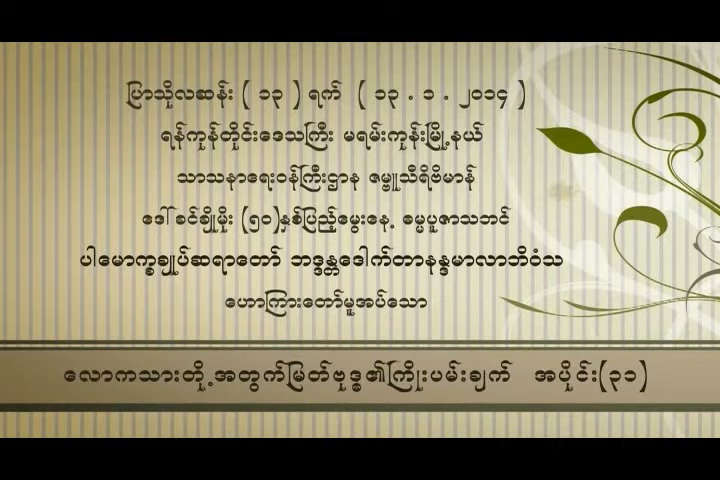 ပြာသိုလဆန်း ( ၁၃ ) ရက် ( ၁၃ . ၁ . ၂၀၁၄ )
ရန်ကုန်တိုင်းဒေသကြီး မရမ်းကုန်းမြို့နယ်
သာသနာရေးဝန်ကြီးဌာန ဇမ္ဗူသီရိဗိမာန်
ဒေါ်ခင်ချိုမိုး (၅၀)နှစ်ပြည့်မွေးနေ့ ဓမ္မပူဇာသဘင်
ပါမောက္ခချုပ်ဆရာတော် ဘဒ္ဒန္တဒေါက်တာနန္ဒမာလာဘိဝံသ
ဟောကြားတော်မူအပ်သော
လောကသားတို့အတွက်မြတ်ဗုဒ္ဓ၏ကြိုးပမ်းချက် အပိုင်း(၃၁)